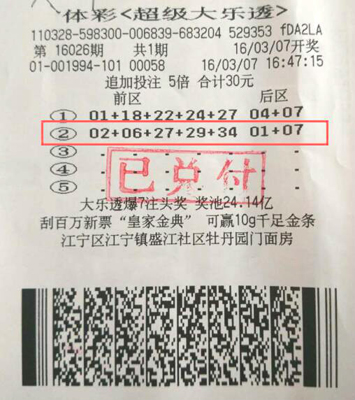 体彩<超级大乐透>
110328-598300-006839-683204 529353 fDA2LA
第 16026期 共1期 16/03/07开奖
01-001994-101 00058 16/03/07 16:47:15
追加投注 5倍 合计30元
前区 后区
① 01+18+22+24+27 04+07
② 02+06+27+29+34 01+07
③ - - - - - - -
④ - - - - - - -
⑤ - - - - - - -
已兑付
大乐透爆7注头奖 奖池24.14亿
刮百万新票“皇家金典” 可赢10g千足金条
江宁区江宁镇盛江社区牡丹园门面房